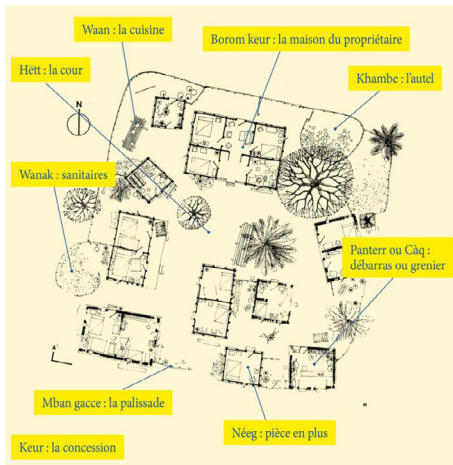 Waan : la cuisine
Borom keur : la maison du propriétaire
Hëtt : la cour
Khambe : l'autel
N
Wanak : sanitaires
Panterr ou Càq :
débarras ou grenier
A
Mban gacce : la palissade
Néeg : pièce en plus
Keur : la concession